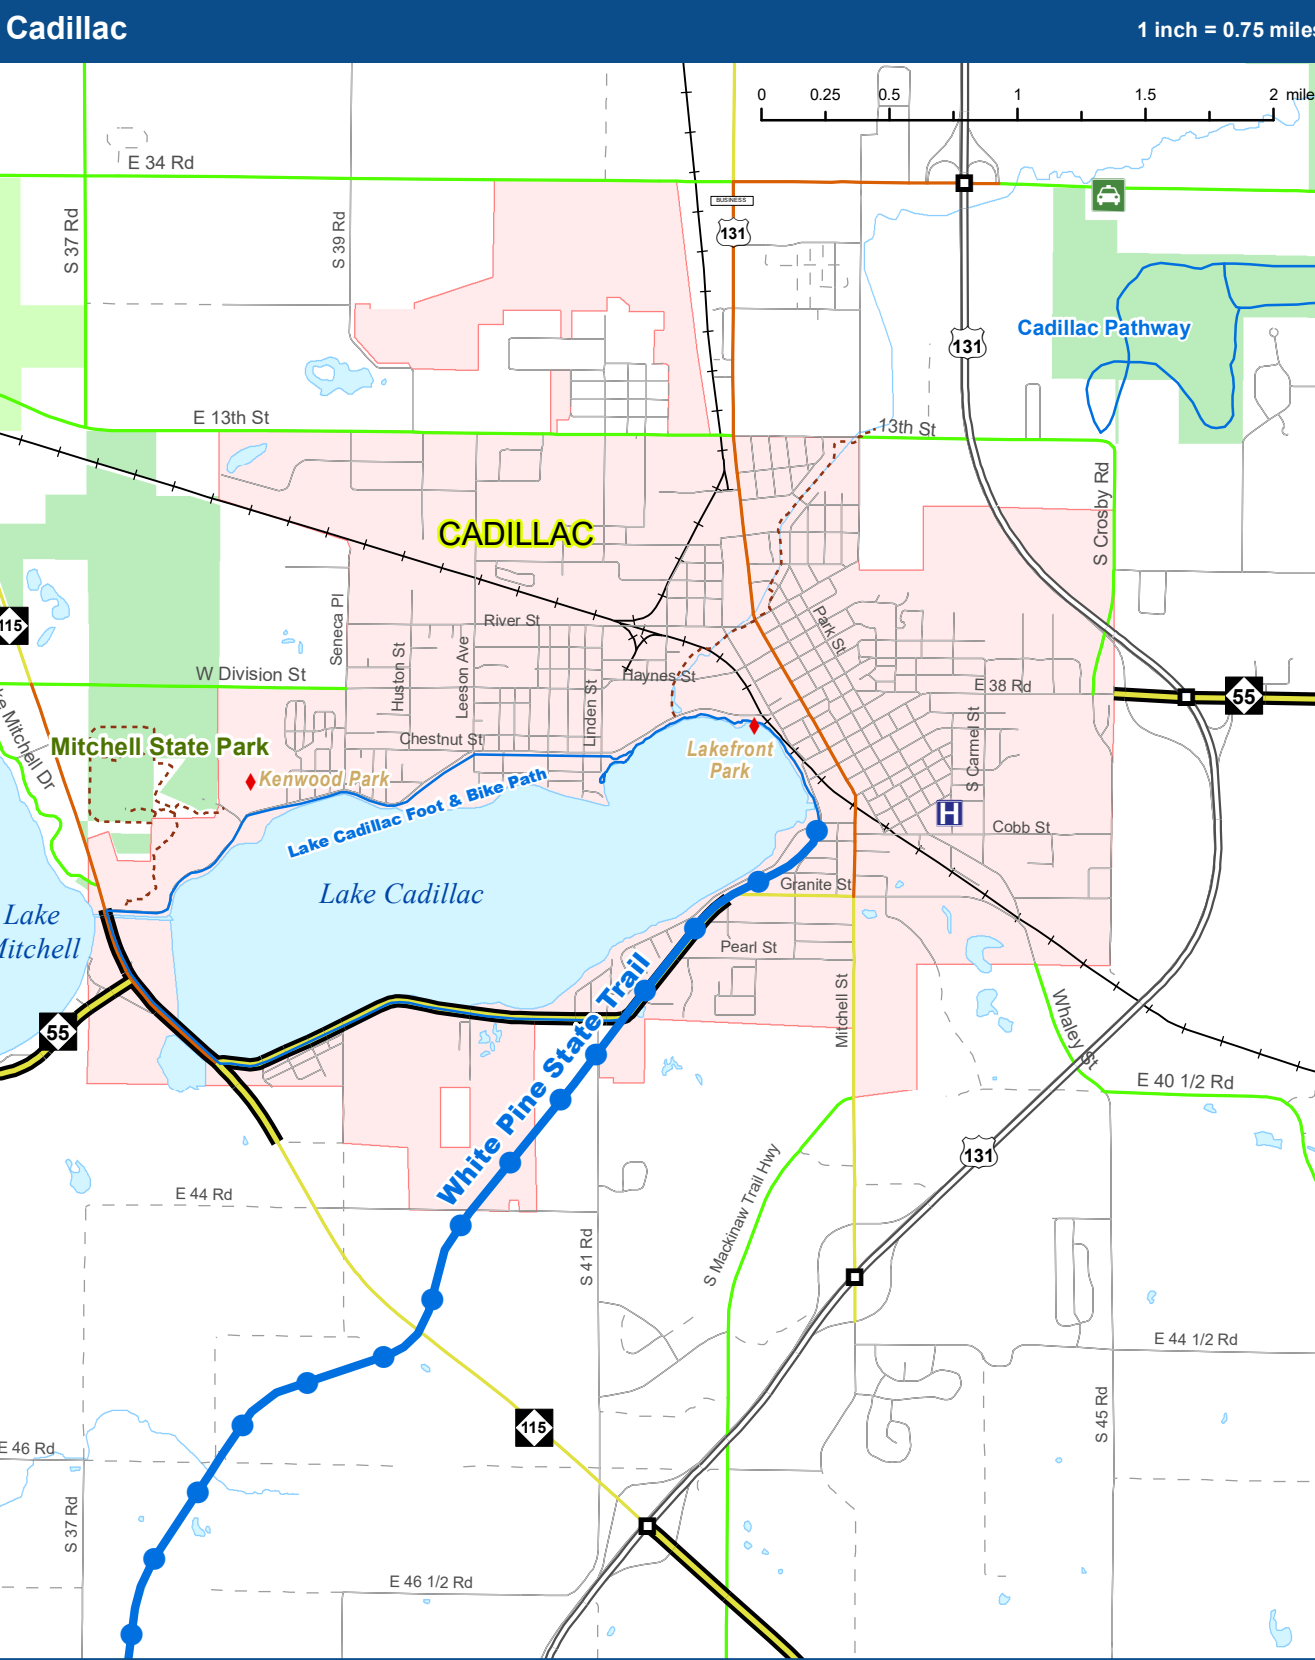 Cadillac
1 inch = 0.75 miles
0 0.25 0.5 1 1.5 2 mile
E 34 Rd
S 37 Rd
S 39 Rd
BUSINESS
131
131
Cadillac Pathway
E 13th St
13th St
S Crosby Rd
CADILLAC
115
Seneca Pl
River St
Park St
Huston St
Leeson Ave
Haynes St
W Division St
E 38 Rd
55
Linden St
ke Mitchell Dr
Mitchell State Park
Chestnut St
S Carmel St
Lakefront
Park
Kenwood Park
Lake Cadillac Foot & Bike Path
H
Cobb St
Granite St
Lake Cadillac
Lake
Mitchell
Pearl St
White Pine State Trail
Mitchell St
55
Whaley St
E 40 1/2 Rd
131
S Mackinaw Trail Hwy
E 44 Rd
S 41 Rd
E 44 1/2 Rd
S 45 Rd
115
E 46 Rd
S 37 Rd
E 46 1/2 Rd